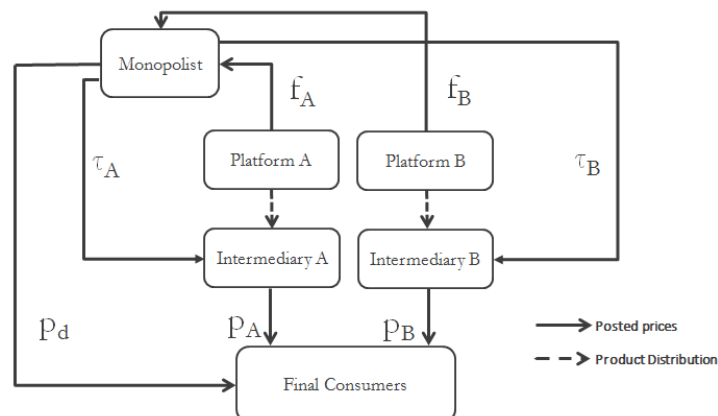 Monopolist
f_A
f_B
Platform A
Platform B
τ_A
τ_B
Intermediary A
Intermediary B
p_d
p_A
p_B
Posted prices
Product Distribution
Final Consumers